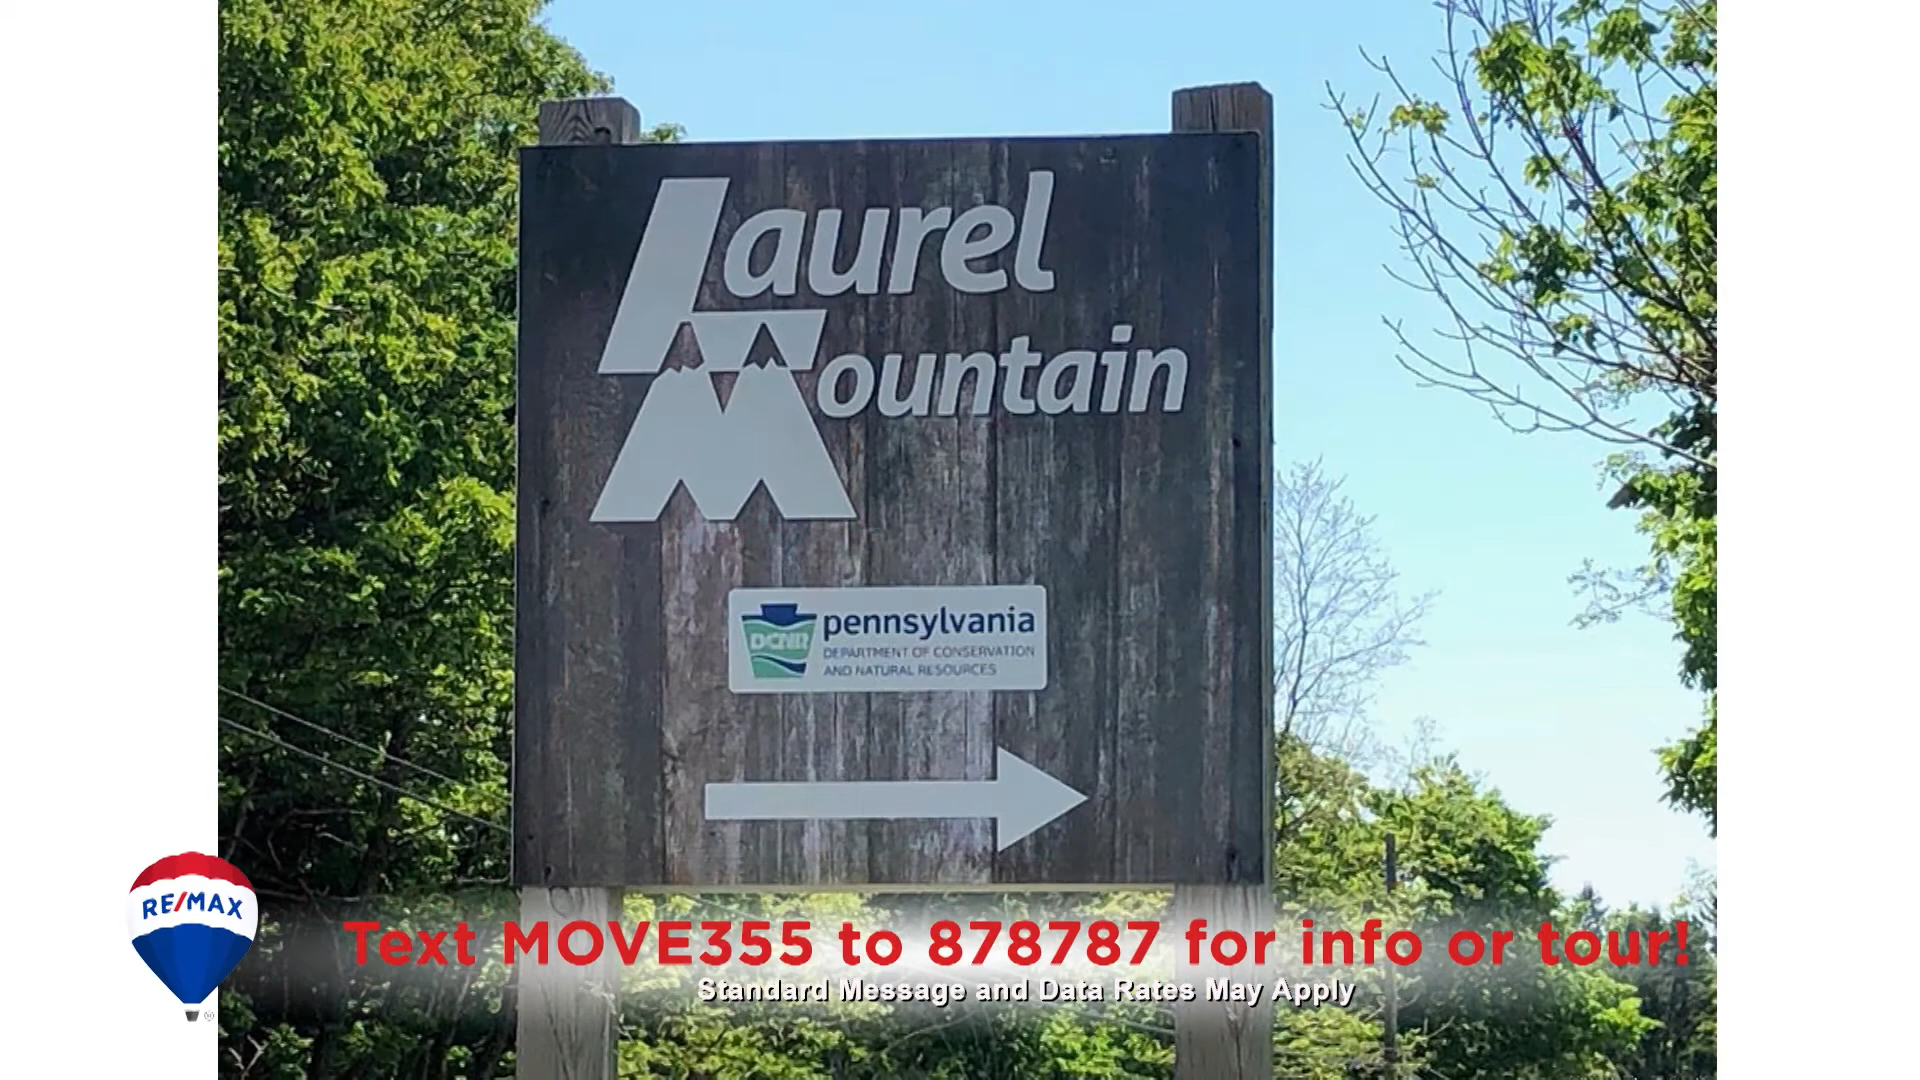 Laurel
Mountain
DCNR
pennsylvania
DEPARTMENT OF CONSERVATION
AND NATURAL RESOURCES
RE/MAX
Text MOVE355 to 878787 for info or tour!
Standard Message and Data Rates May Apply